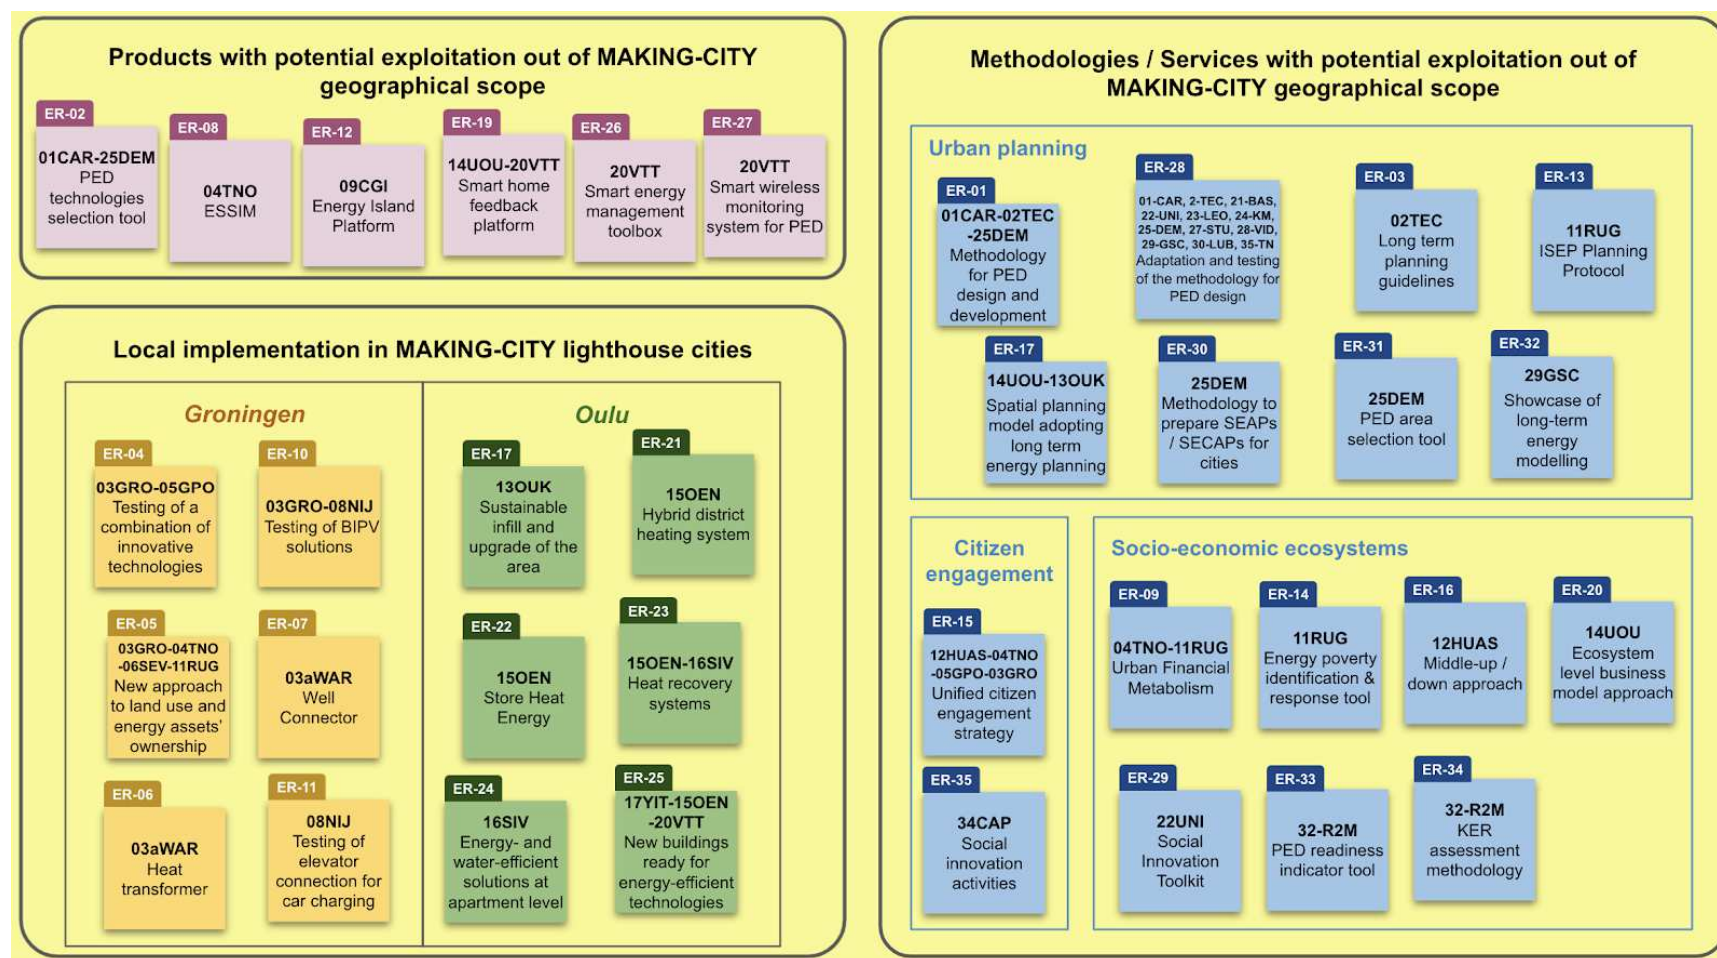 Products with potential exploitation out of MAKING-CITY
geographical scope
ER-02
01CAR-25DEM
PED
technologies
selection tool
ER-08
04TNO
ESSIM
ER-12
09CGI
Energy Island
Platform
ER-19
14UOU-20VTT
Smart home
feedback
platform
ER-26
20VTT
Smart energy
management
toolbox
ER-27
20VTT
Smart wireless
monitoring
system for PED
Local implementation in MAKING-CITY lighthouse cities
Groningen
ER-04
03GRO-05GPO
Testing of a
combination of
innovative
technologies
ER-10
03GRO-08NIJ
Testing of BIPV
solutions
ER-05
03GRO-04TNO
-06SEV-11RUG
New approach
to land use and
energy assets'
ownership
ER-07
03aWAR
Well
Connector
ER-06
03aWAR
Heat
transformer
ER-11
08NIJ
Testing of
elevator
connection for
car charging
Oulu
ER-17
13OUK
Sustainable
infill and
upgrade of the
area
ER-21
15OEN
Hybrid district
heating system
ER-22
15OEN
Store Heat
Energy
ER-23
15OEN-16SIV
Heat recovery
systems
ER-24
16SIV
Energy- and
water-efficient
solutions at
apartment level
ER-25
17YIT-15OEN
-20VTT
New buildings
ready for
energy-efficient
technologies
Methodologies / Services with potential exploitation out of
MAKING-CITY geographical scope
Urban planning
ER-01
01CAR-02TEC
-25DEM
Methodology
for PED
design and
development
ER-28
01-CAR, 2-TEC, 21-BAS,
22-UNI, 23-LEO, 24-KM,
25-DEM, 27-STU, 28-VID,
29-GSC, 30-LUB, 35-TN
Adaptation and testing
of the methodology for
PED design
ER-03
02TEC
Long term
planning
guidelines
ER-13
11RUG
ISEP Planning
Protocol
ER-17
14UOU-13OUK
Spatial planning
model adopting
long term
energy planning
ER-30
25DEM
Methodology to
prepare SEAPs
/ SECAPs for
cities
ER-31
25DEM
PED area
selection tool
ER-32
29GSC
Showcase of
long-term
energy
modelling
Citizen
engagement
ER-15
12HUAS-04TNO
-05GPO-03GRO
Unified citizen
engagement
strategy
ER-35
34CAP
Social
innovation
activities
Socio-economic ecosystems
ER-09
04TNO-11RUG
Urban Financial
Metabolism
ER-14
11RUG
Energy poverty
identification &
response tool
ER-16
12HUAS
Middle-up /
down approach
ER-20
14UOU
Ecosystem
level business
model approach
ER-29
22UNI
Social
Innovation
Toolkit
ER-33
32-R2M
PED readiness
indicator tool
ER-34
32-R2M
KER
assessment
methodology